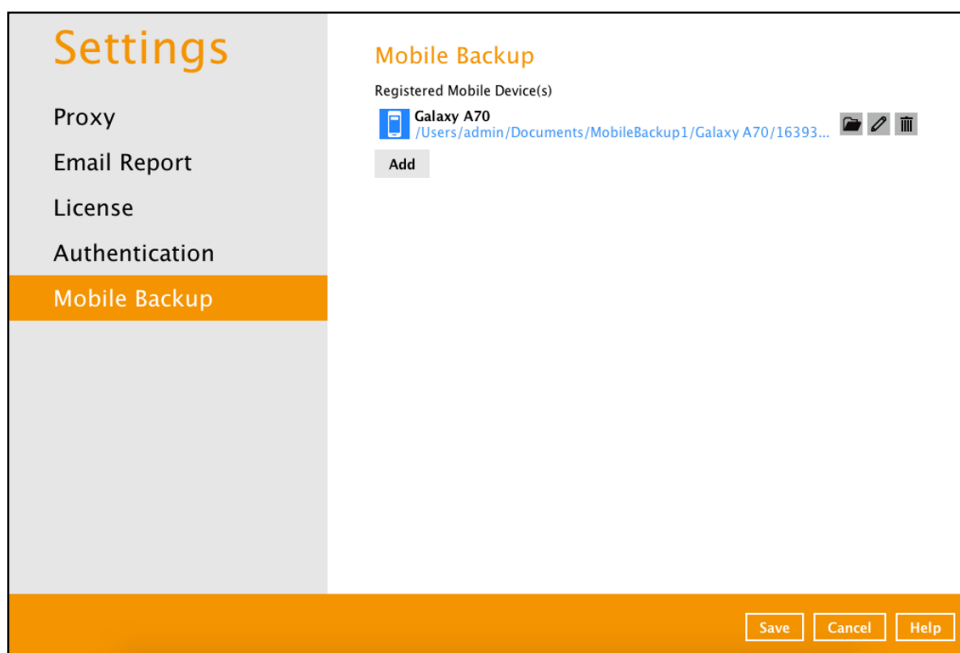 Settings
Proxy
Email Report
License
Authentication
Mobile Backup
Mobile Backup
Registered Mobile Device(s)
Galaxy A70
/Users/admin/Documents/MobileBackup1/Galaxy A70/16393...
Add
Save Cancel Help